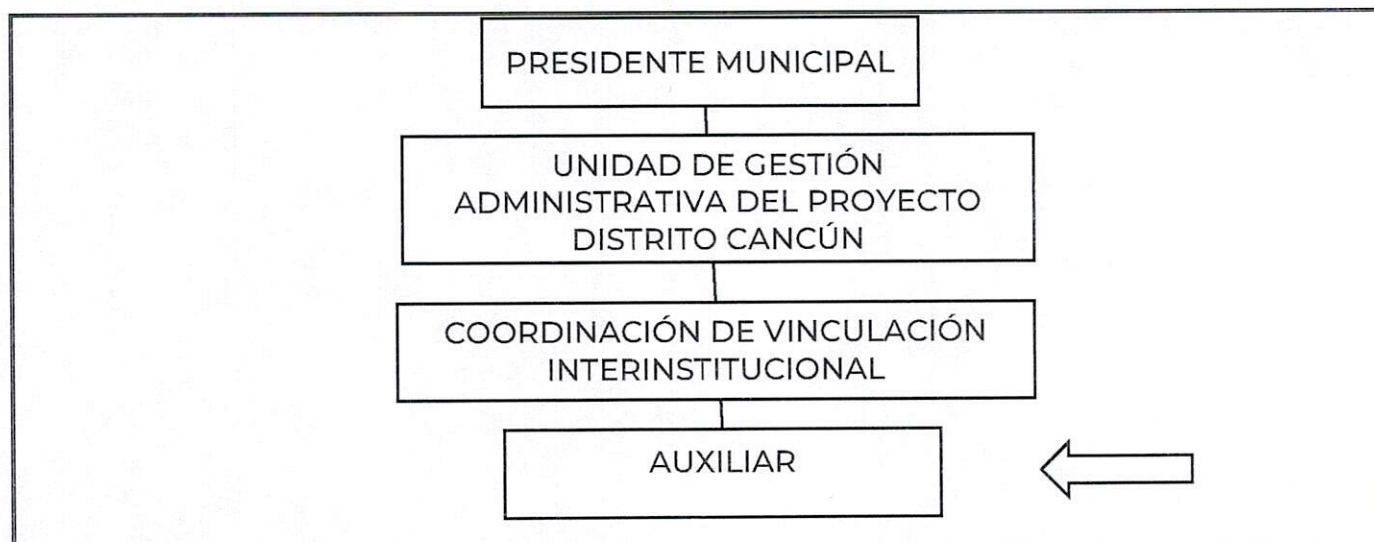 PRESIDENTE MUNICIPAL
UNIDAD DE GESTIÓN
ADMINISTRATIVA DEL PROYECTO
DISTRITO CANCÚN
COORDINACIÓN DE VINCULACIÓN
INTERINSTITUCIONAL
AUXILIAR